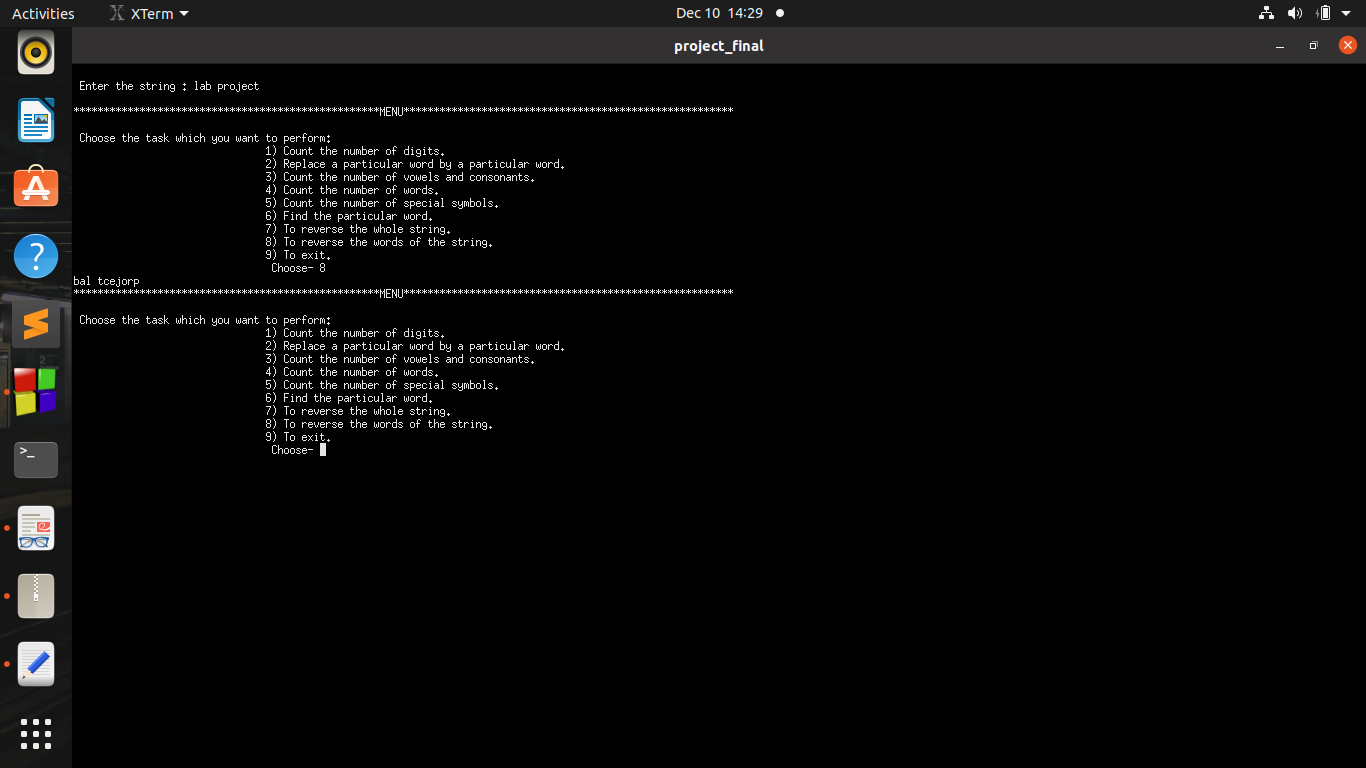 Activities XTerm Dec 10 14:29
project_final
Enter the string : lab project
***************************************************MENU*******************************************************
Choose the task which you want to perform:
1) Count the number of digits.
2) Replace a particular word by a particular word.
3) Count the number of vowels and consonants.
4) Count the number of words.
5) Count the number of special symbols.
6) Find the particular word.
7) To reverse the whole string.
8) To reverse the words of the string.
9) To exit.
Choose- 8
bal tcejorp
***************************************************MENU*******************************************************
Choose the task which you want to perform:
1) Count the number of digits.
2) Replace a particular word by a particular word.
3) Count the number of vowels and consonants.
4) Count the number of words.
5) Count the number of special symbols.
6) Find the particular word.
7) To reverse the whole string.
8) To reverse the words of the string.
9) To exit.
Choose-